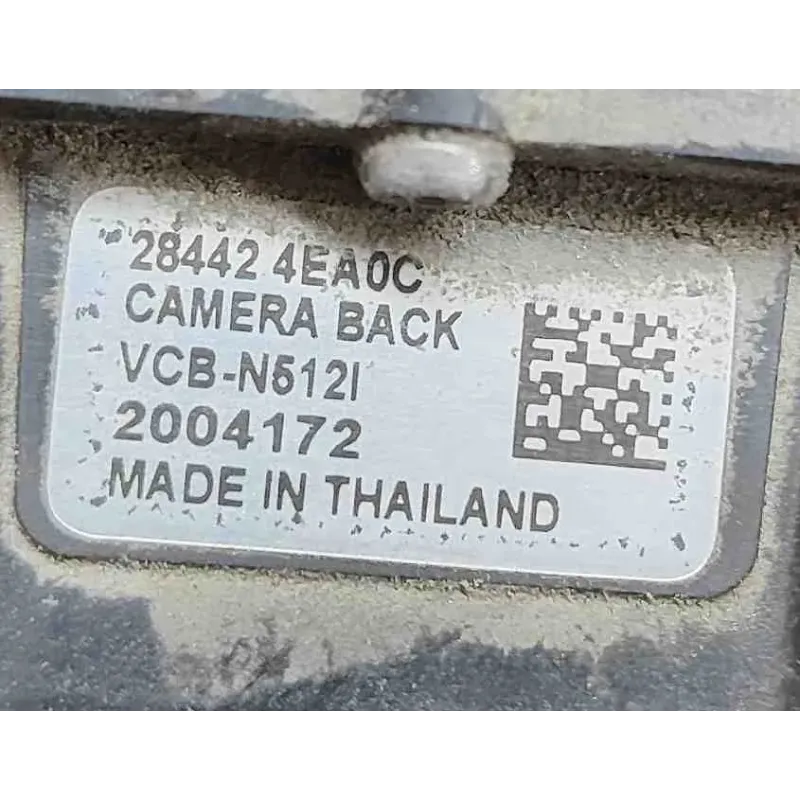 28442 4EA0C
CAMERA BACK
VCB-N512I
2004172
MADE IN THAILAND